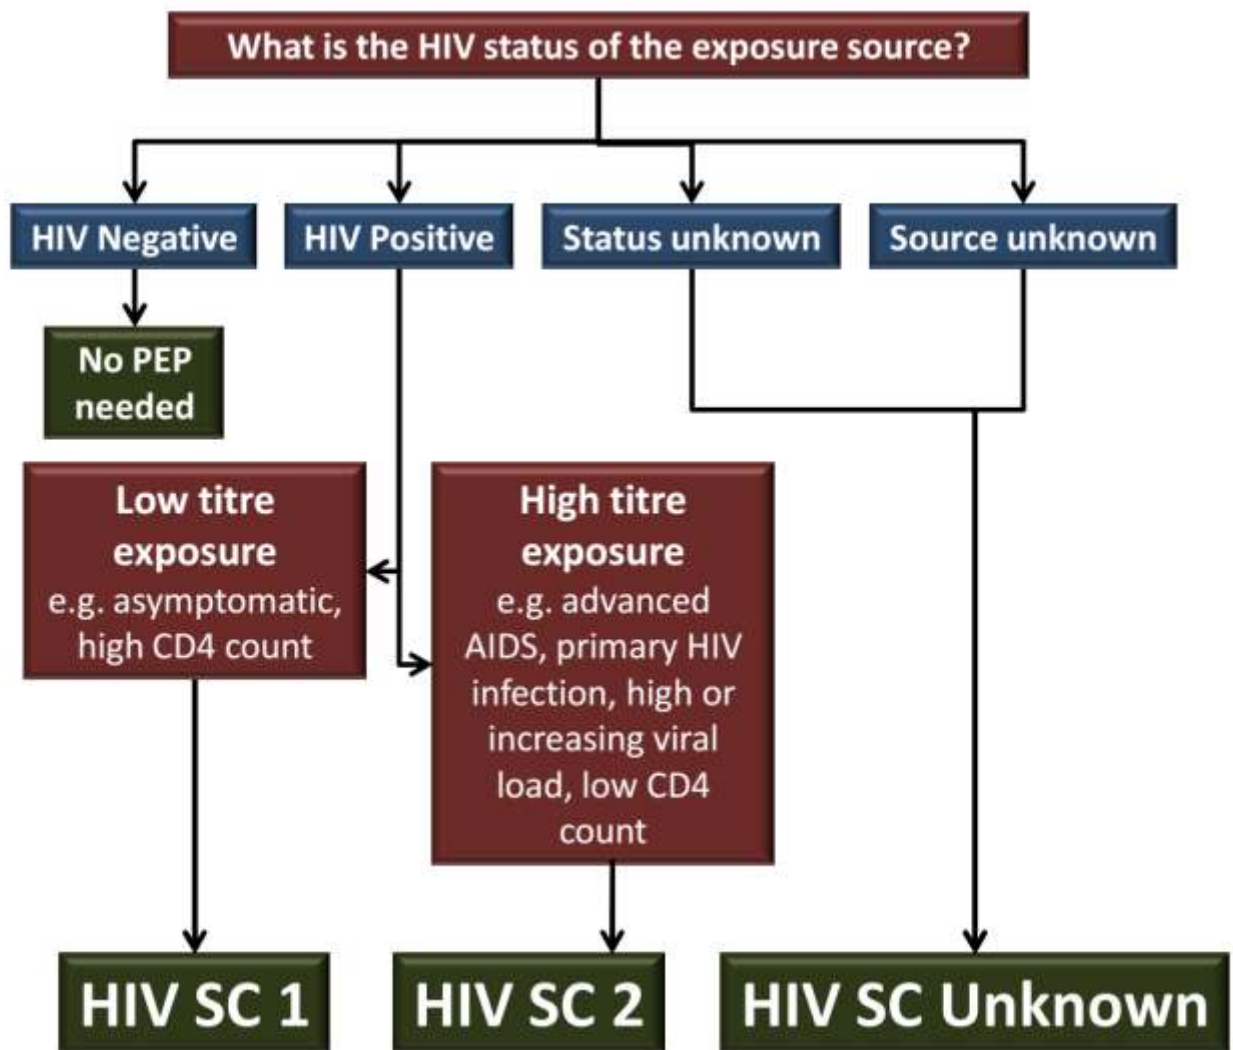 What is the HIV status of the exposure source?
HIV Negative
HIV Positive
Status unknown
Source unknown
No PEP
needed
Low titre
exposure
e.g. asymptomatic,
high CD4 count
High titre
exposure
e.g. advanced
AIDS, primary HIV
infection, high or
increasing viral
load, low CD4
count
HIV SC 1
HIV SC 2
HIV SC Unknown